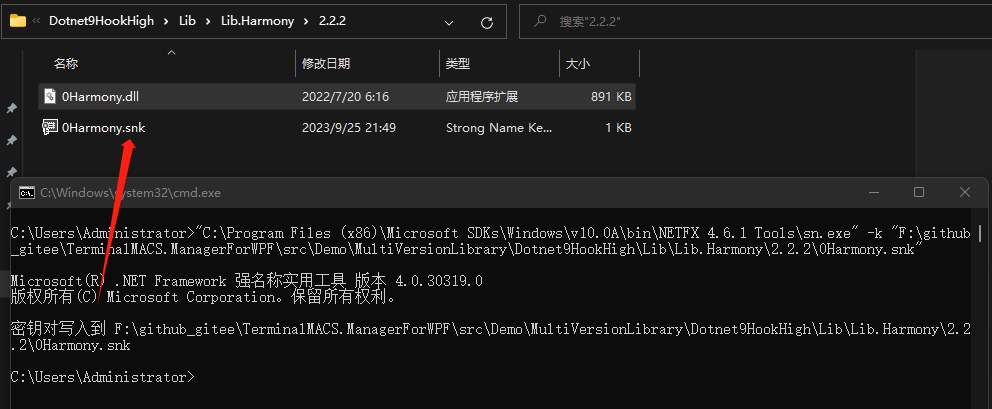 Dotnet9HookHigh > Lib > Lib.Harmony > 2.2.2
搜索"2.2.2"
名称 修改日期 类型 大小
0Harmony.dll 2022/7/20 6:16 应用程序扩展 891 KB
0Harmony.snk 2023/9/25 21:49 Strong Name Ke... 1 KB
C:\Windows\system32\cmd.exe
C:\Users\Administrator>"C:\Program Files (x86)\Microsoft SDKs\Windows\v10.0A\bin\NETFX 4.6.1 Tools\sn.exe" -k "F:\github
_gitee\TerminalMACS.ManagerForWPF\src\Demo\MultiVersionLibrary\Dotnet9HookHigh\Lib\Lib.Harmony\2.2.2\0Harmony.snk"
Microsoft(R) .NET Framework 强名称实用工具 版本 4.0.30319.0
版权所有(C) Microsoft Corporation。保留所有权利。
密钥对写入到 F:\github_gitee\TerminalMACS.ManagerForWPF\src\Demo\MultiVersionLibrary\Dotnet9HookHigh\Lib\Lib.Harmony\2.2
.2\0Harmony.snk
C:\Users\Administrator>